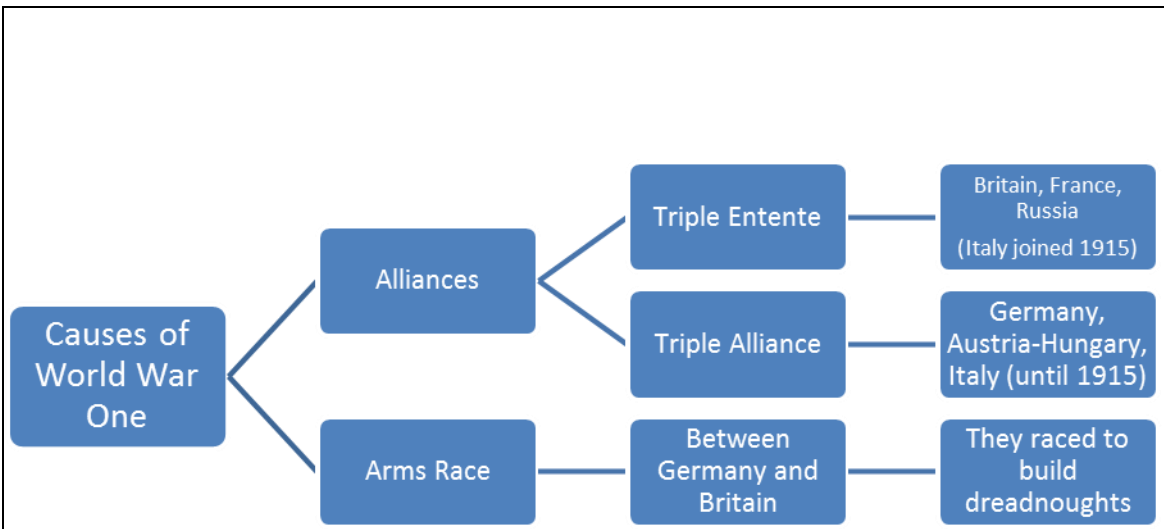 Causes of
World War
One
Alliances
Triple Entente
Britain, France,
Russia
(Italy joined 1915)
Triple Alliance
Germany,
Austria-Hungary,
Italy (until 1915)
Arms Race
Between
Germany and
Britain
They raced to
build
dreadnoughts